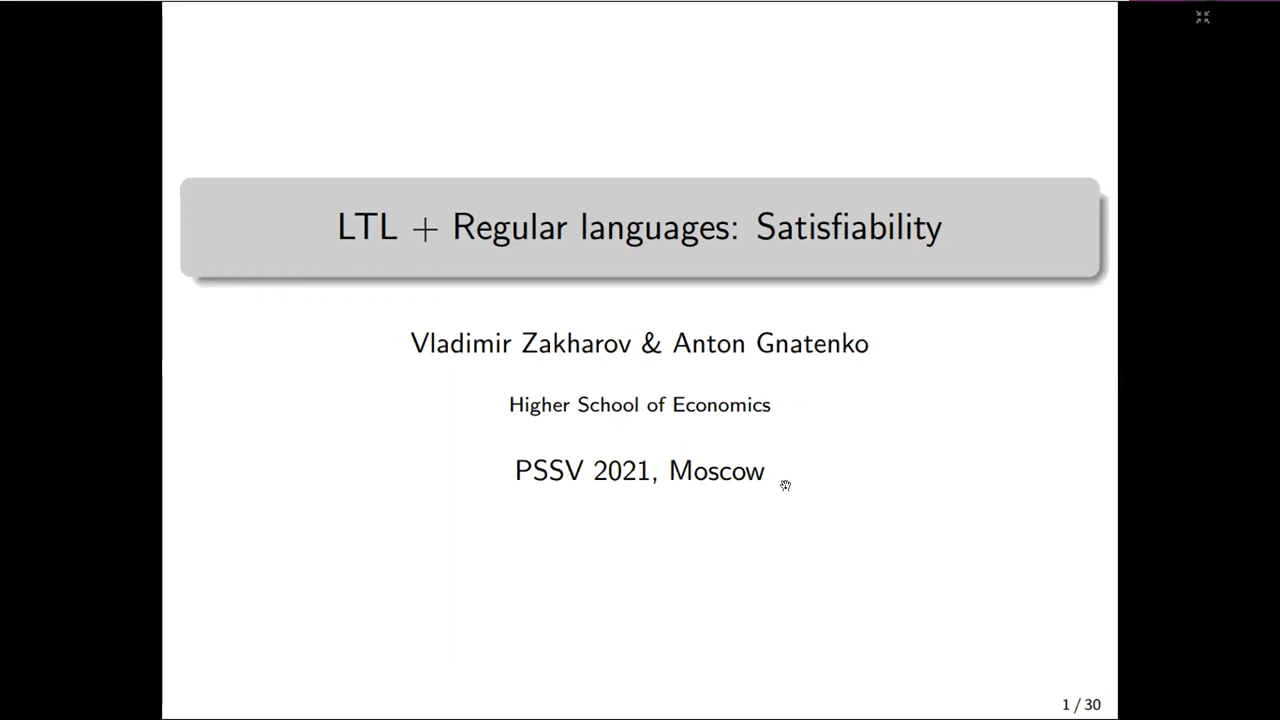 LTL + Regular languages: Satisfiability
Vladimir Zakharov & Anton Gnatenko
Higher School of Economics
PSSV 2021, Moscow
1 / 30